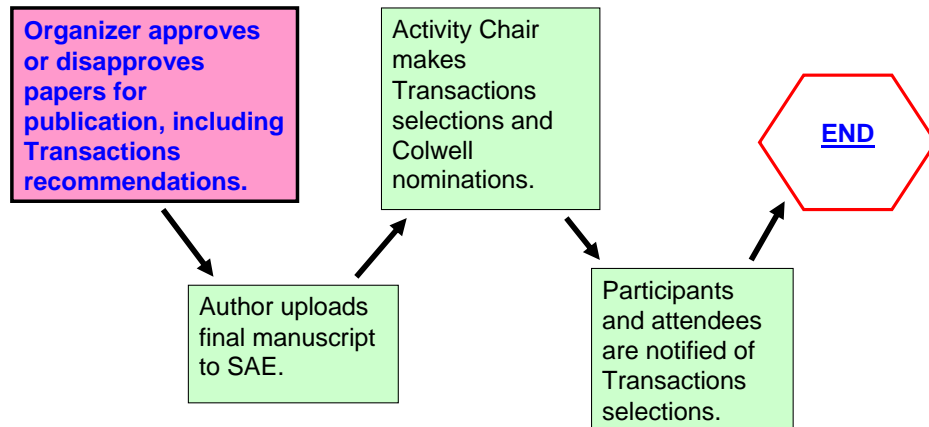 Organizer approves
or disapproves
papers for
publication, including
Transactions
recommendations.
Author uploads
final manuscript
to SAE.
Activity Chair
makes
Transactions
selections and
Colwell
nominations.
Participants
and attendees
are notified of
Transactions
selections.
END